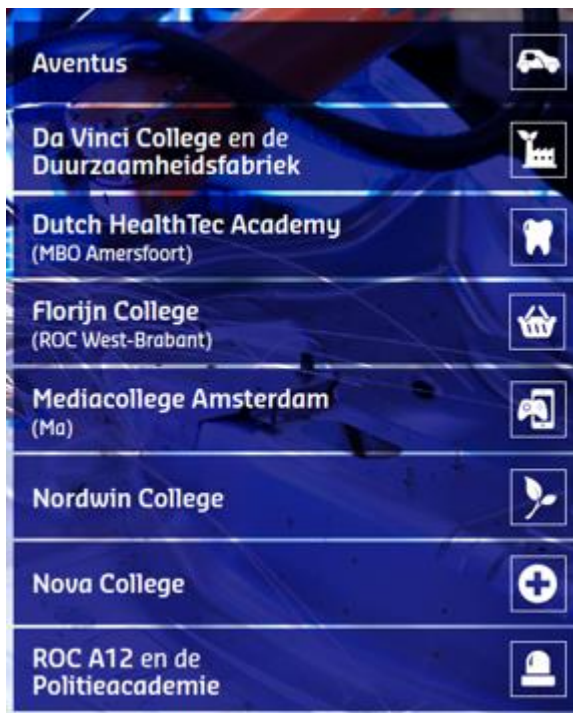 Aventus
Da Vinci College en de
Duurzaamheidsfabriek
Dutch HealthTec Academy
(MBO Amersfoort)
Florijn College
(ROC West-Brabant)
Mediacollege Amsterdam
(Ma)
Nordwin College
Nova College
ROC A12 en de
Politieacademie